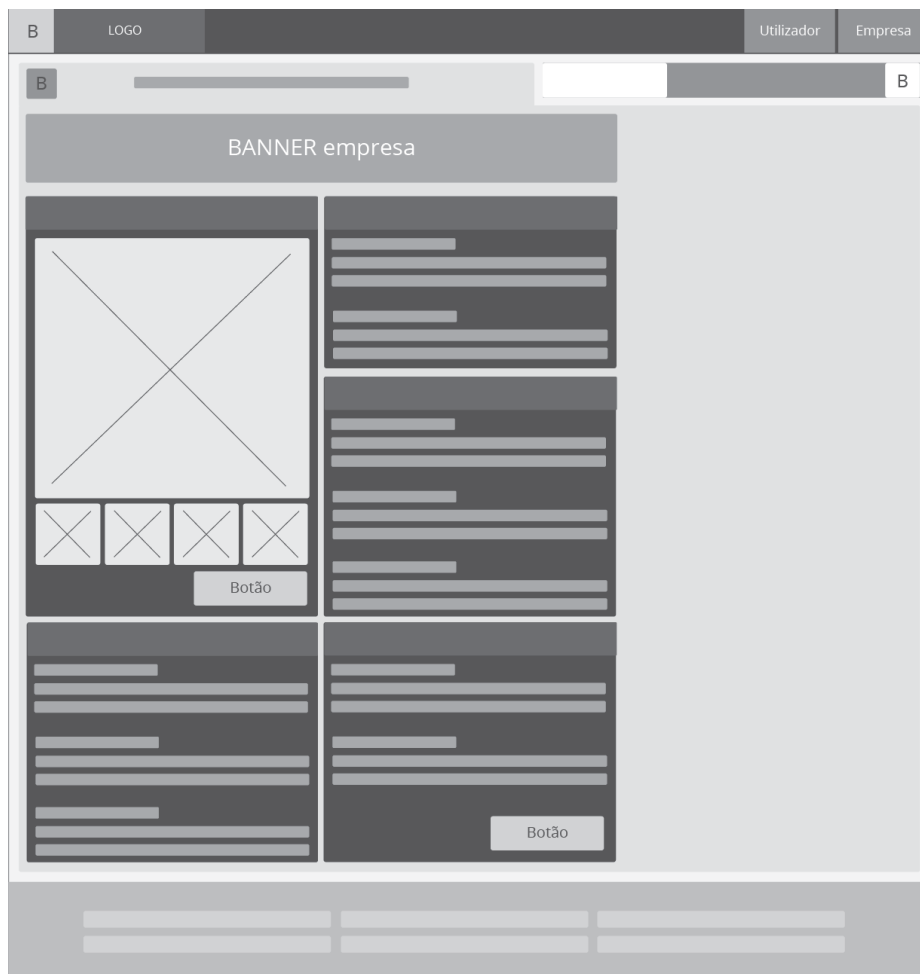 B
LOGO
Utilizador
Empresa
B
B
BANNER empresa
Botão
Botão